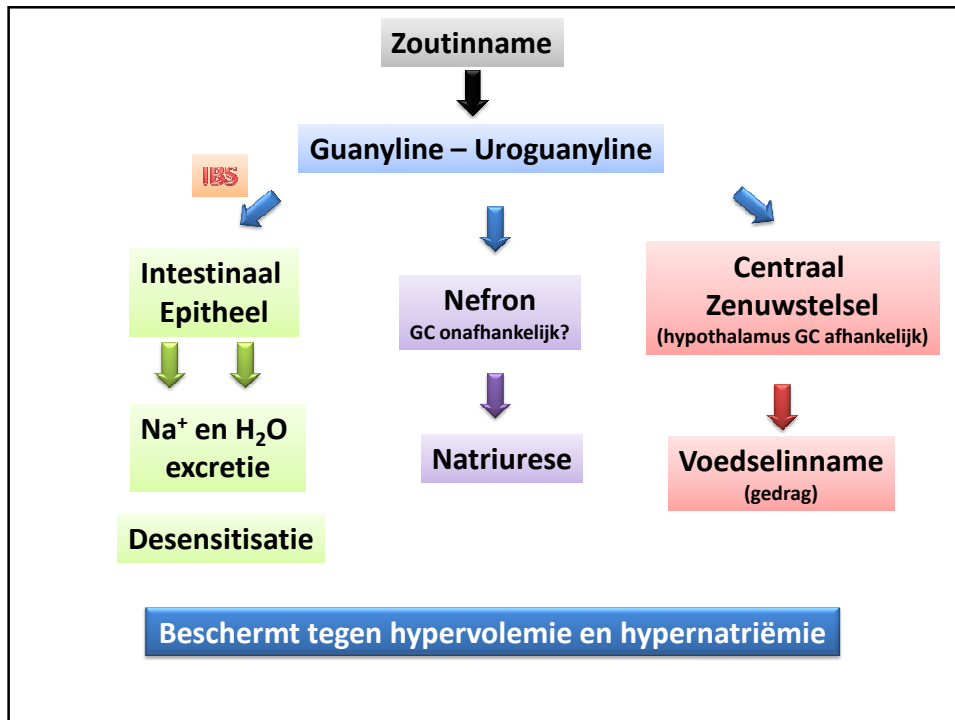 Zoutinname
Guanyline – Uroguanyline
IBS
Intestinaal
Epitheel
Nefron
GC onafhankelijk?
Centraal
Zenuwstelsel
(hypothalamus GC afhankelijk)
Na⁺ en H₂O
excretie
Natriurese
Voedselinname
(gedrag)
Desensitisatie
Beschermt tegen hypervolemie en hypernatriëmie